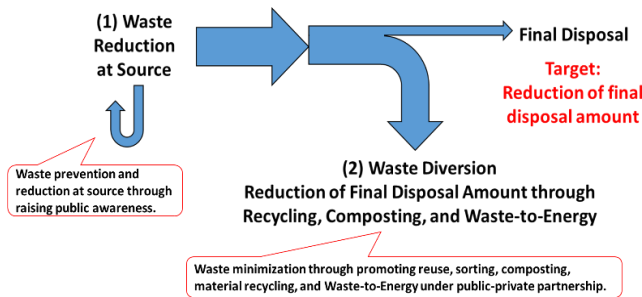 (1) Waste
Reduction
at Source
Final Disposal
Target:
Reduction of final
disposal amount
Waste prevention and
reduction at source through
raising public awareness.
(2) Waste Diversion
Reduction of Final Disposal Amount through
Recycling, Composting, and Waste-to-Energy
Waste minimization through promoting reuse, sorting, composting,
material recycling, and Waste-to-Energy under public-private partnership.